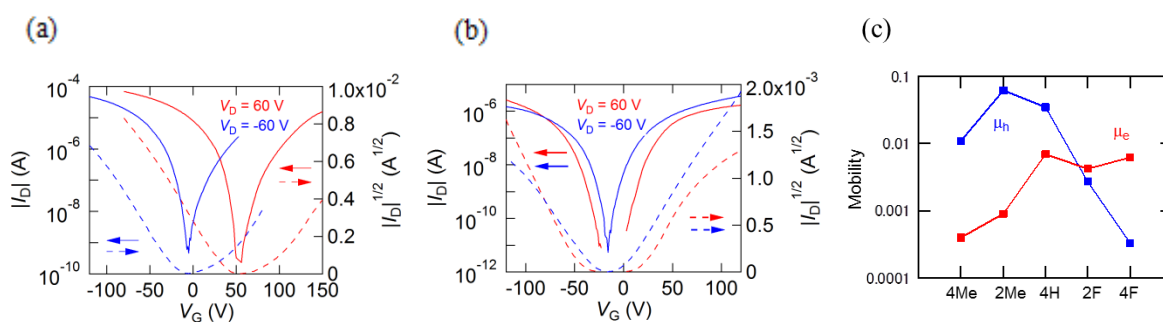 (a)
10⁻⁴
10⁻⁶
10⁻⁸
10⁻¹⁰
|I_D| (A)
V_D = 60 V
V_D = -60 V
1.0x10⁻²
0.8
0.6
0.4
0.2
0
|I_D|^{1/2} (A^{1/2})
-100 -50 0 50 100 150
V_G (V)
(b)
10⁻⁶
10⁻⁸
10⁻¹⁰
10⁻¹²
|I_D| (A)
V_D = 60 V
V_D = -60 V
2.0x10⁻³
1.5
1.0
0.5
0
|I_D|^{1/2} (A^{1/2})
-100 -50 0 50 100
V_G (V)
(c)
0.1
0.01
0.001
0.0001
Mobility
μ_h
μ_e
4Me 2Me 4H 2F 4F